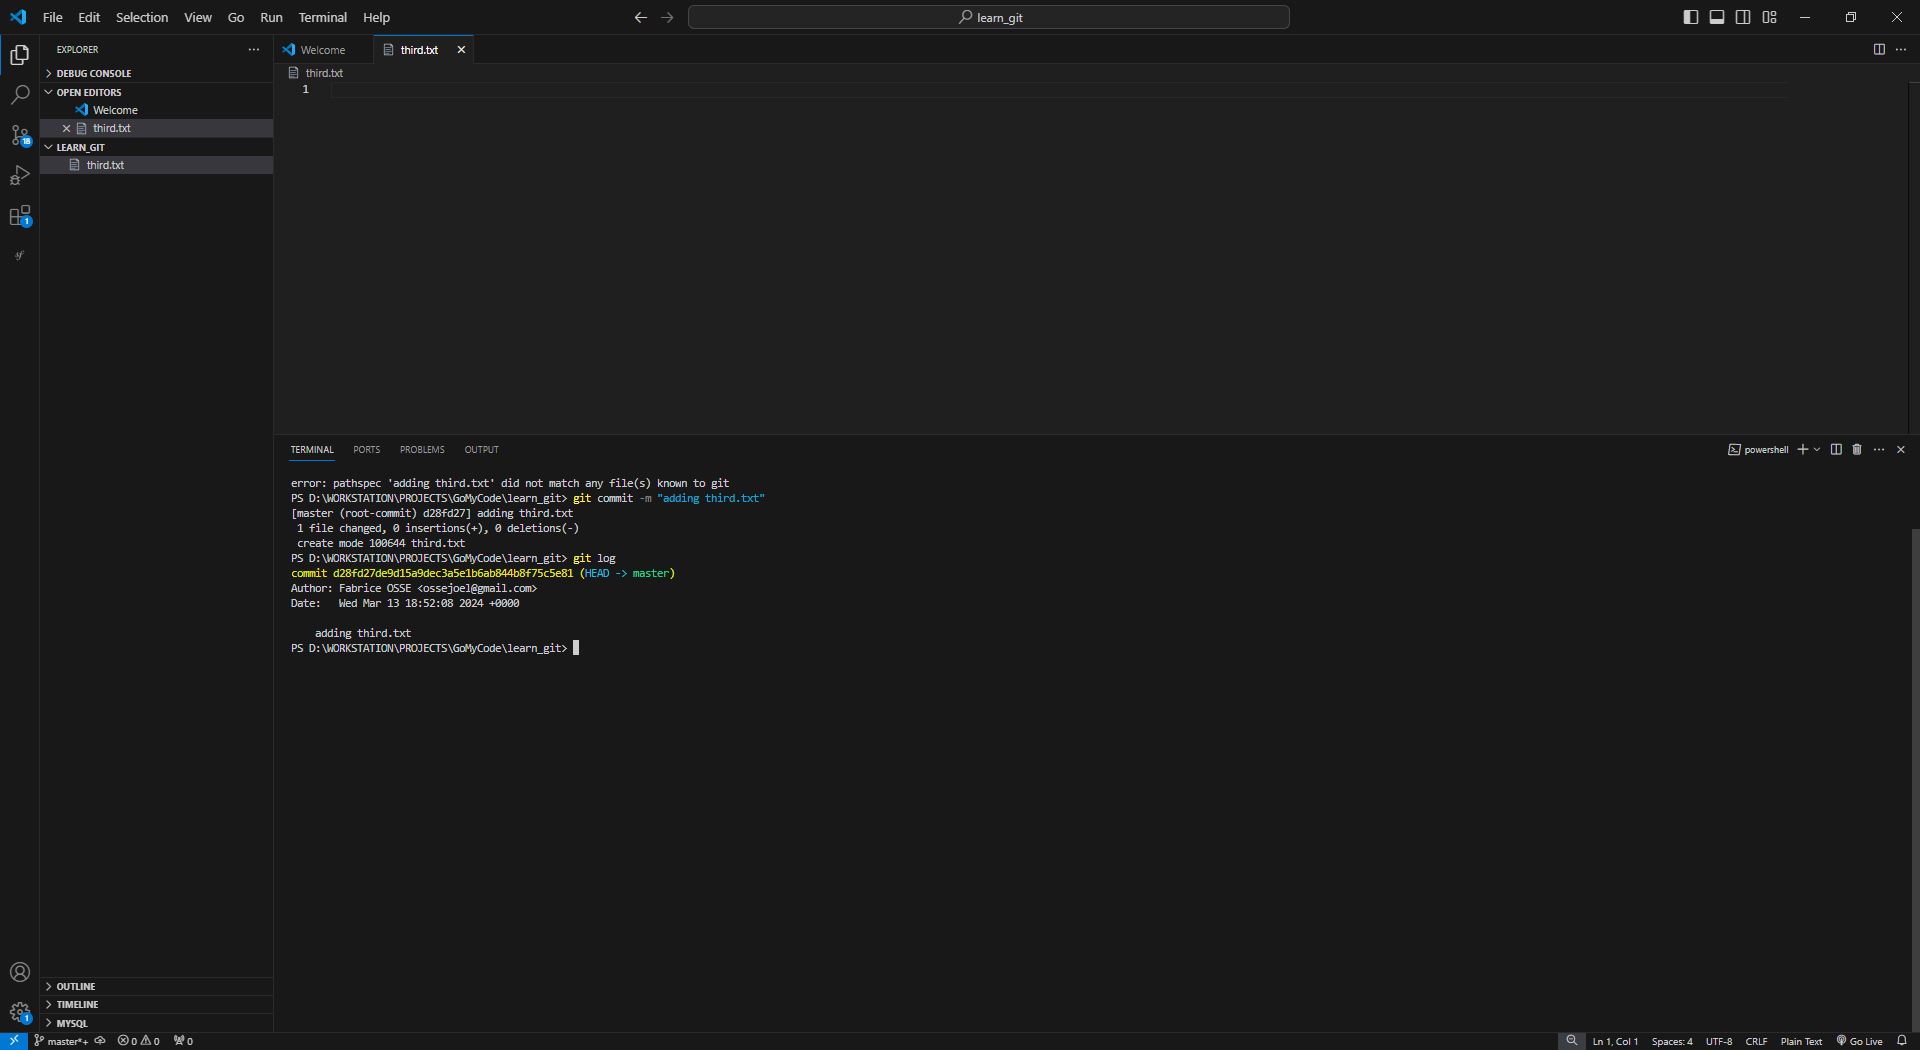 File Edit Selection View Go Run Terminal Help
learn_git
EXPLORER
DEBUG CONSOLE
OPEN EDITORS
Welcome
third.txt
LEARN_GIT
third.txt
18
1
Welcome third.txt
third.txt
1
TERMINAL PORTS PROBLEMS OUTPUT
powershell
error: pathspec 'adding third.txt' did not match any file(s) known to git
PS D:\WORKSTATION\PROJECTS\GoMyCode\learn_git> git commit -m "adding third.txt"
[master (root-commit) d28fd27] adding third.txt
1 file changed, 0 insertions(+), 0 deletions(-)
create mode 100644 third.txt
PS D:\WORKSTATION\PROJECTS\GoMyCode\learn_git> git log
commit d28fd27de9d15a9dec3a5e1b6ab844b8f75c5e81 (HEAD -> master)
Author: Fabrice OSSE <ossejoel@gmail.com>
Date:   Wed Mar 13 18:52:08 2024 +0000
adding third.txt
PS D:\WORKSTATION\PROJECTS\GoMyCode\learn_git>
OUTLINE
TIMELINE
MYSQL
1
master*+ 0 0 0
Ln 1, Col 1 Spaces: 4 UTF-8 CRLF Plain Text Go Live